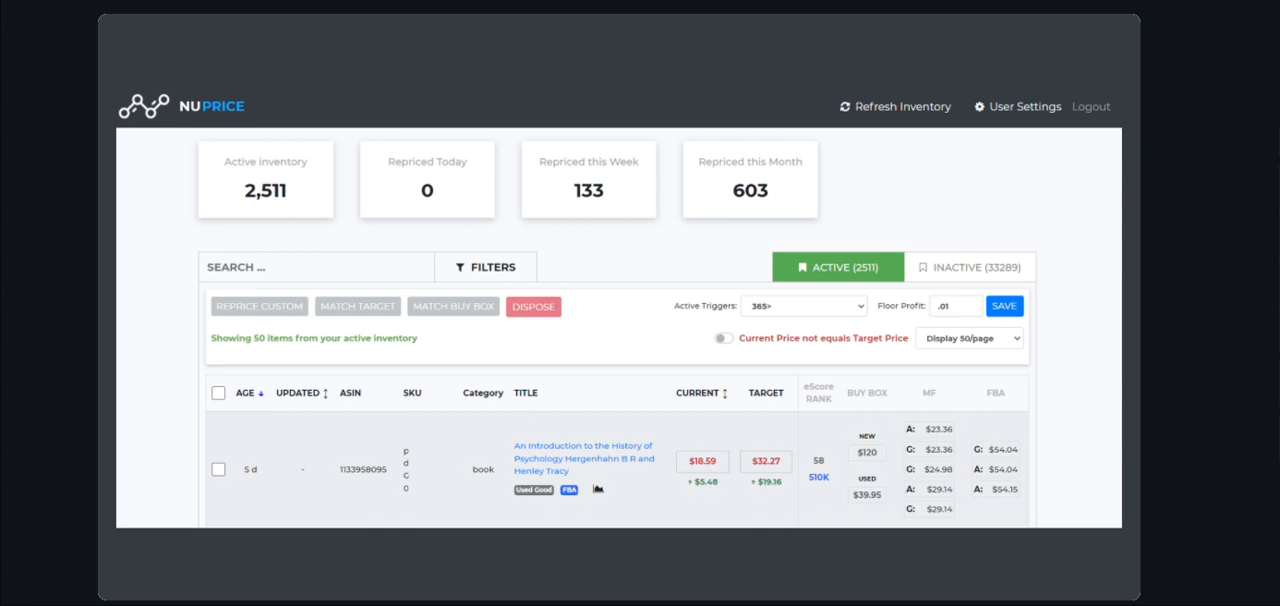 NUPRICE
Refresh Inventory User Settings Logout
Active inventory Repriced Today Repriced this Week Repriced this Month
2,511 0 133 603
SEARCH ... FILTERS ACTIVE (2511) INACTIVE (33289)
REPRICE CUSTOM MATCH TARGET MATCH BUY BOX DISPOSE Active Triggers: 365> Floor Profit: .01 SAVE
Showing 50 items from your active inventory Current Price not equals Target Price Display 50/page
AGE UPDATED ASIN SKU Category TITLE CURRENT TARGET eScore RANK BUY BOX MF FBA
5 d - 1133958095 p d G 0 book
An Introduction to the History of
Psychology Hergenhahn B R and
Henley Tracy
Used Good FBA
$18.59 $32.27
+ $5.48 + $19.16
58
510K
NEW
$120
USED
$39.95
A: $23.36
G: $23.36 G: $54.04
G: $24.98 A: $54.04
A: $29.14 A: $54.15
G: $29.14